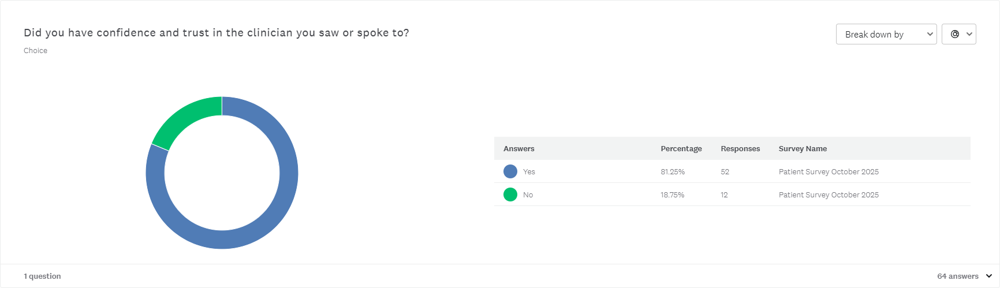 Did you have confidence and trust in the clinician you saw or spoke to?
Break down by
Choice
Answers Percentage Responses Survey Name
Yes 81.25% 52 Patient Survey October 2025
No 18.75% 12 Patient Survey October 2025
1 question
64 answers